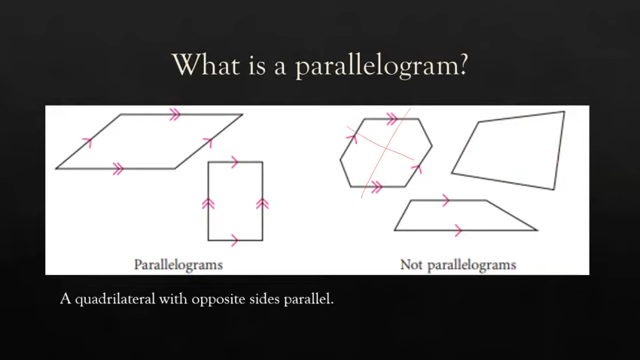 What is a parallelogram?
Parallelograms
Not parallelograms
A quadrilateral with opposite sides parallel.